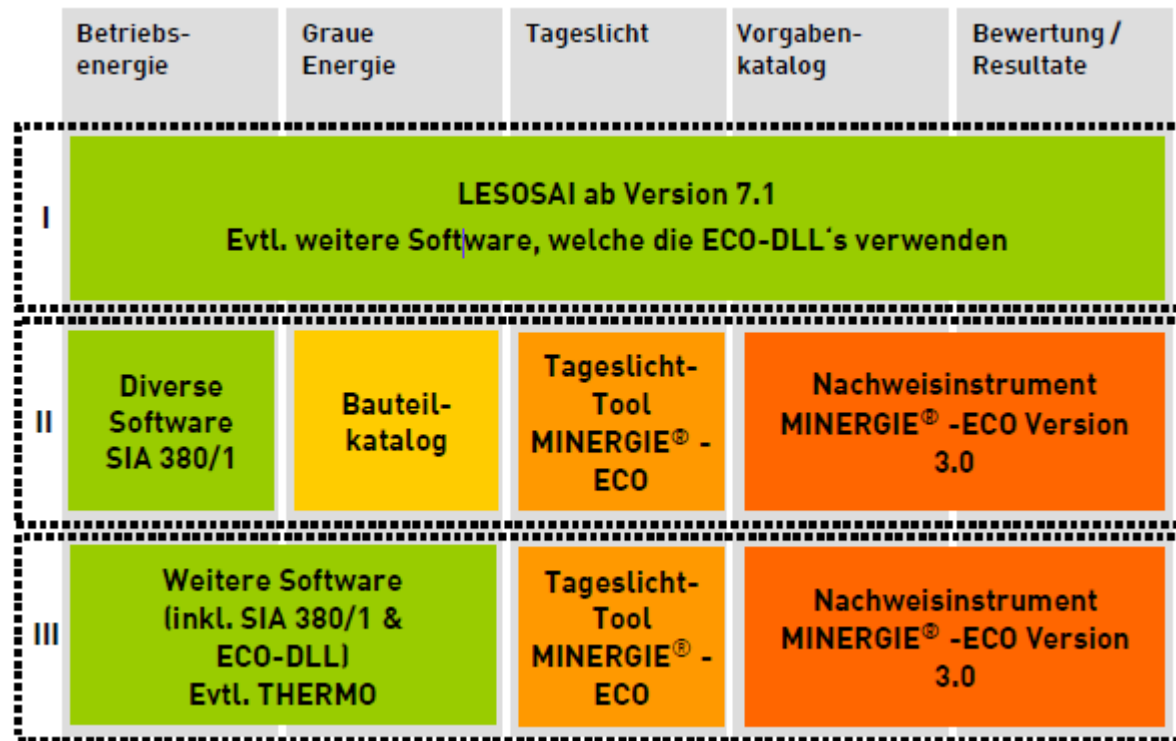 Betriebs-
energie
Graue
Energie
Tageslicht
Vorgaben-
katalog
Bewertung /
Resultate
I
LESOSAI ab Version 7.1
Evtl. weitere Software, welche die ECO-DLL´s verwenden
II
Diverse
Software
SIA 380/1
Bauteil-
katalog
Tageslicht-
Tool
MINERGIE® -
ECO
Nachweisinstrument
MINERGIE® -ECO Version
3.0
III
Weitere Software
(inkl. SIA 380/1 &
ECO-DLL)
Evtl. THERMO
Tageslicht-
Tool
MINERGIE® -
ECO
Nachweisinstrument
MINERGIE® -ECO Version
3.0